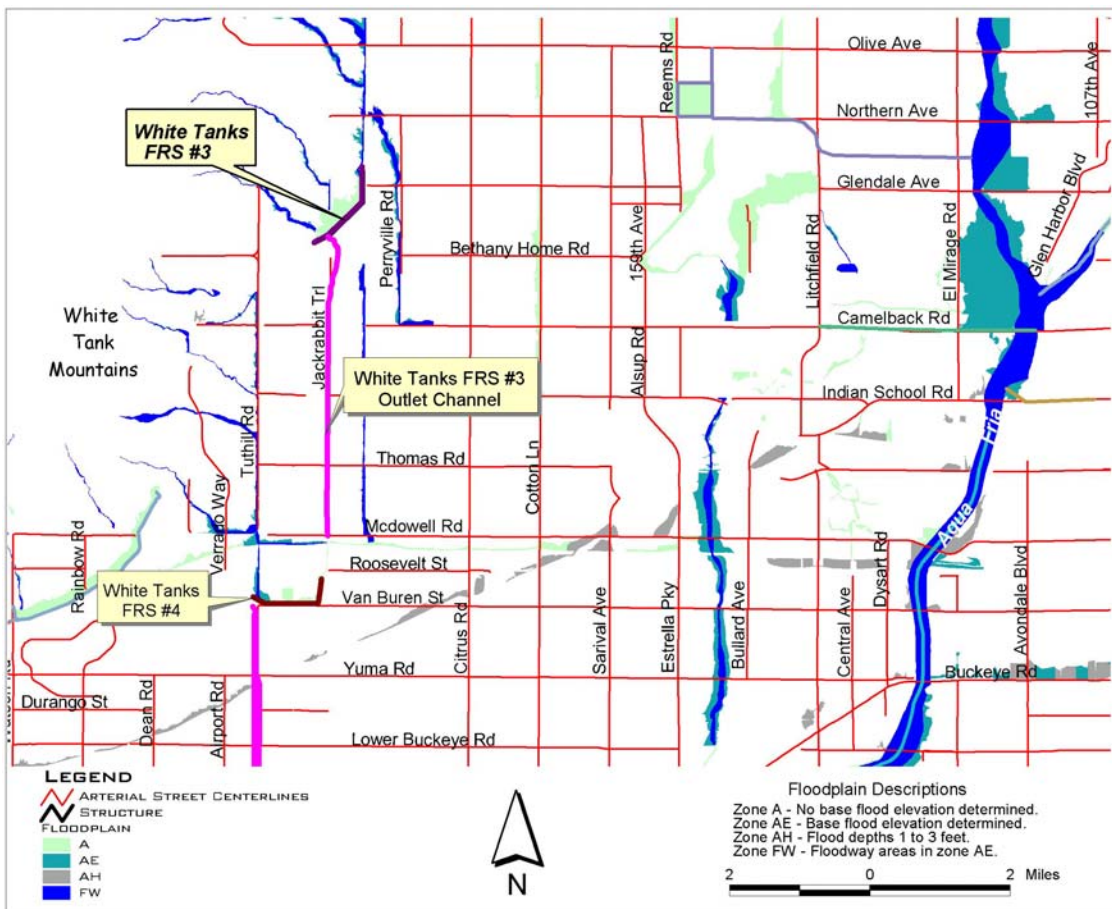 Olive Ave
Reems Rd
107th Ave
Northern Ave
White Tanks
FRS #3
Glendale Ave
Glen Harbor Blvd
Perryville Rd
159th Ave
Litchfield Rd
El Mirage Rd
Bethany Home Rd
White
Tank
Mountains
Jackrabbit Trl
Camelback Rd
Alsup Rd
White Tanks FRS #3
Outlet Channel
Indian School Rd
Fria
Tuthill Rd
Thomas Rd
Cotton Ln
Verrado Way
Mcdowell Rd
Agua
Rainbow Rd
Roosevelt St
Dysart Rd
Avondale Blvd
White Tanks
FRS #4
Van Buren St
Citrus Rd
Sarival Ave
Estrella Pky
Bullard Ave
Central Ave
Yuma Rd
Buckeye Rd
Durango St
Dean Rd
Airport Rd
Lower Buckeye Rd
LEGEND
ARTERIAL STREET CENTERLINES
STRUCTURE
FLOODPLAIN
A
AE
AH
FW
N
Floodplain Descriptions
Zone A - No base flood elevation determined.
Zone AE - Base flood elevation determined.
Zone AH - Flood depths 1 to 3 feet.
Zone FW - Floodway areas in zone AE.
2 0 2 Miles